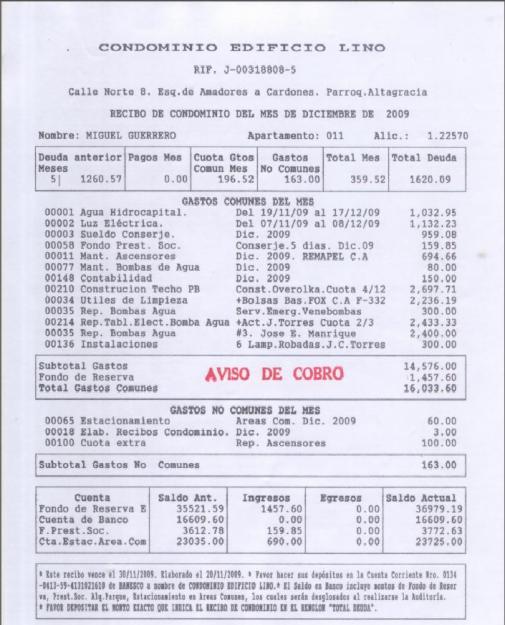 CONDOMINIO EDIFICIO LINO
RIF. J-00318808-5
Calle Norte 8. Esq.de Amadores a Cardones. Parroq.Altagracia
RECIBO DE CONDOMINIO DEL MES DE DICIEMBRE DE 2009
Nombre: MIGUEL GUERRERO Apartamento: 011 Alic.: 1.22570
Deuda anterior Pagos Mes Cuota Gtos Gastos Total Mes Total Deuda
Meses Comun Mes No Comunes
5| 1260.57 0.00 196.52 163.00 359.52 1620.09
GASTOS COMUNES DEL MES
00001 Agua Hidrocapital. Del 19/11/09 al 17/12/09 1,032.95
00002 Luz Eléctrica. Del 07/11/09 al 08/12/09 1,132.23
00003 Sueldo Conserje. Dic. 2009 959.08
00058 Fondo Prest. Soc. Conserje.5 dias. Dic.09 159.85
00011 Mant. Ascensores Dic. 2009. REMAPEL C.A 694.66
00077 Mant. Bombas de Agua Dic. 2009 80.00
00148 Contabilidad Dic. 2009 150.00
00210 Construcion Techo PB Const.Overolka.Cuota 4/12 2,697.71
00034 Utiles de Limpieza +Bolsas Bas.FOX C.A F-332 2,236.19
00035 Rep. Bombas Agua Serv.Emerg.Venebombas 300.00
00214 Rep.Tabl.Elect.Bomba Agua +Act.J.Torres Cuota 2/3 2,433.33
00035 Rep. Bombas Agua #3. Jose E. Manrique 2,400.00
00136 Instalaciones 6 Lamp.Robadas.J.C.Torres 300.00
Subtotal Gastos 14,576.00
Fondo de Reserva AVISO DE COBRO 1,457.60
Total Gastos Comunes 16,033.60
GASTOS NO COMUNES DEL MES
00065 Estacionamiento Areas Com. Dic. 2009 60.00
00018 Elab. Recibos Condominio. Dic. 2009 3.00
00100 Cuota extra Rep. Ascensores 100.00
Subtotal Gastos No Comunes 163.00
Cuenta Saldo Ant. Ingresos Egresos Saldo Actual
Fondo de Reserva E 35521.59 1457.60 0.00 36979.19
Cuenta de Banco 16609.60 0.00 0.00 16609.60
F.Prest.Soc. 3612.78 159.85 0.00 3772.63
Cta.Estac.Area.Com 23035.00 690.00 0.00 23725.00
* Este recibo vence el 30/11/2009. Elaborado el 20/11/2009. * Favor hacer sus depósitos en la Cuenta Corriente Nro. 0134
-0413-59-4131021610 de BANESCO a nombre de CONDOMINIO EDIFICIO LINO.* El Saldo en Banco incluye montos de Fondo de Reser
va, Prest.Soc. Alq.Parque, Estacionamiento en Areas Comunes, los cuales serán desglosados al realizarse la Auditoría.
* FAVOR DEPOSITAR EL MONTO EXACTO QUE INDICA EL RECIBO DE CONDOMINIO EN EL RENGLON "TOTAL DEUDA".